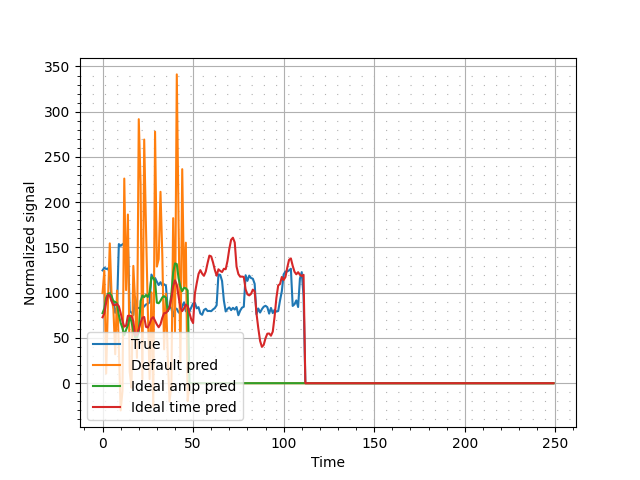 350
300
250
200
150
100
50
0
Normalized signal
True
Default pred
Ideal amp pred
Ideal time pred
0 50 100 150 200 250
Time